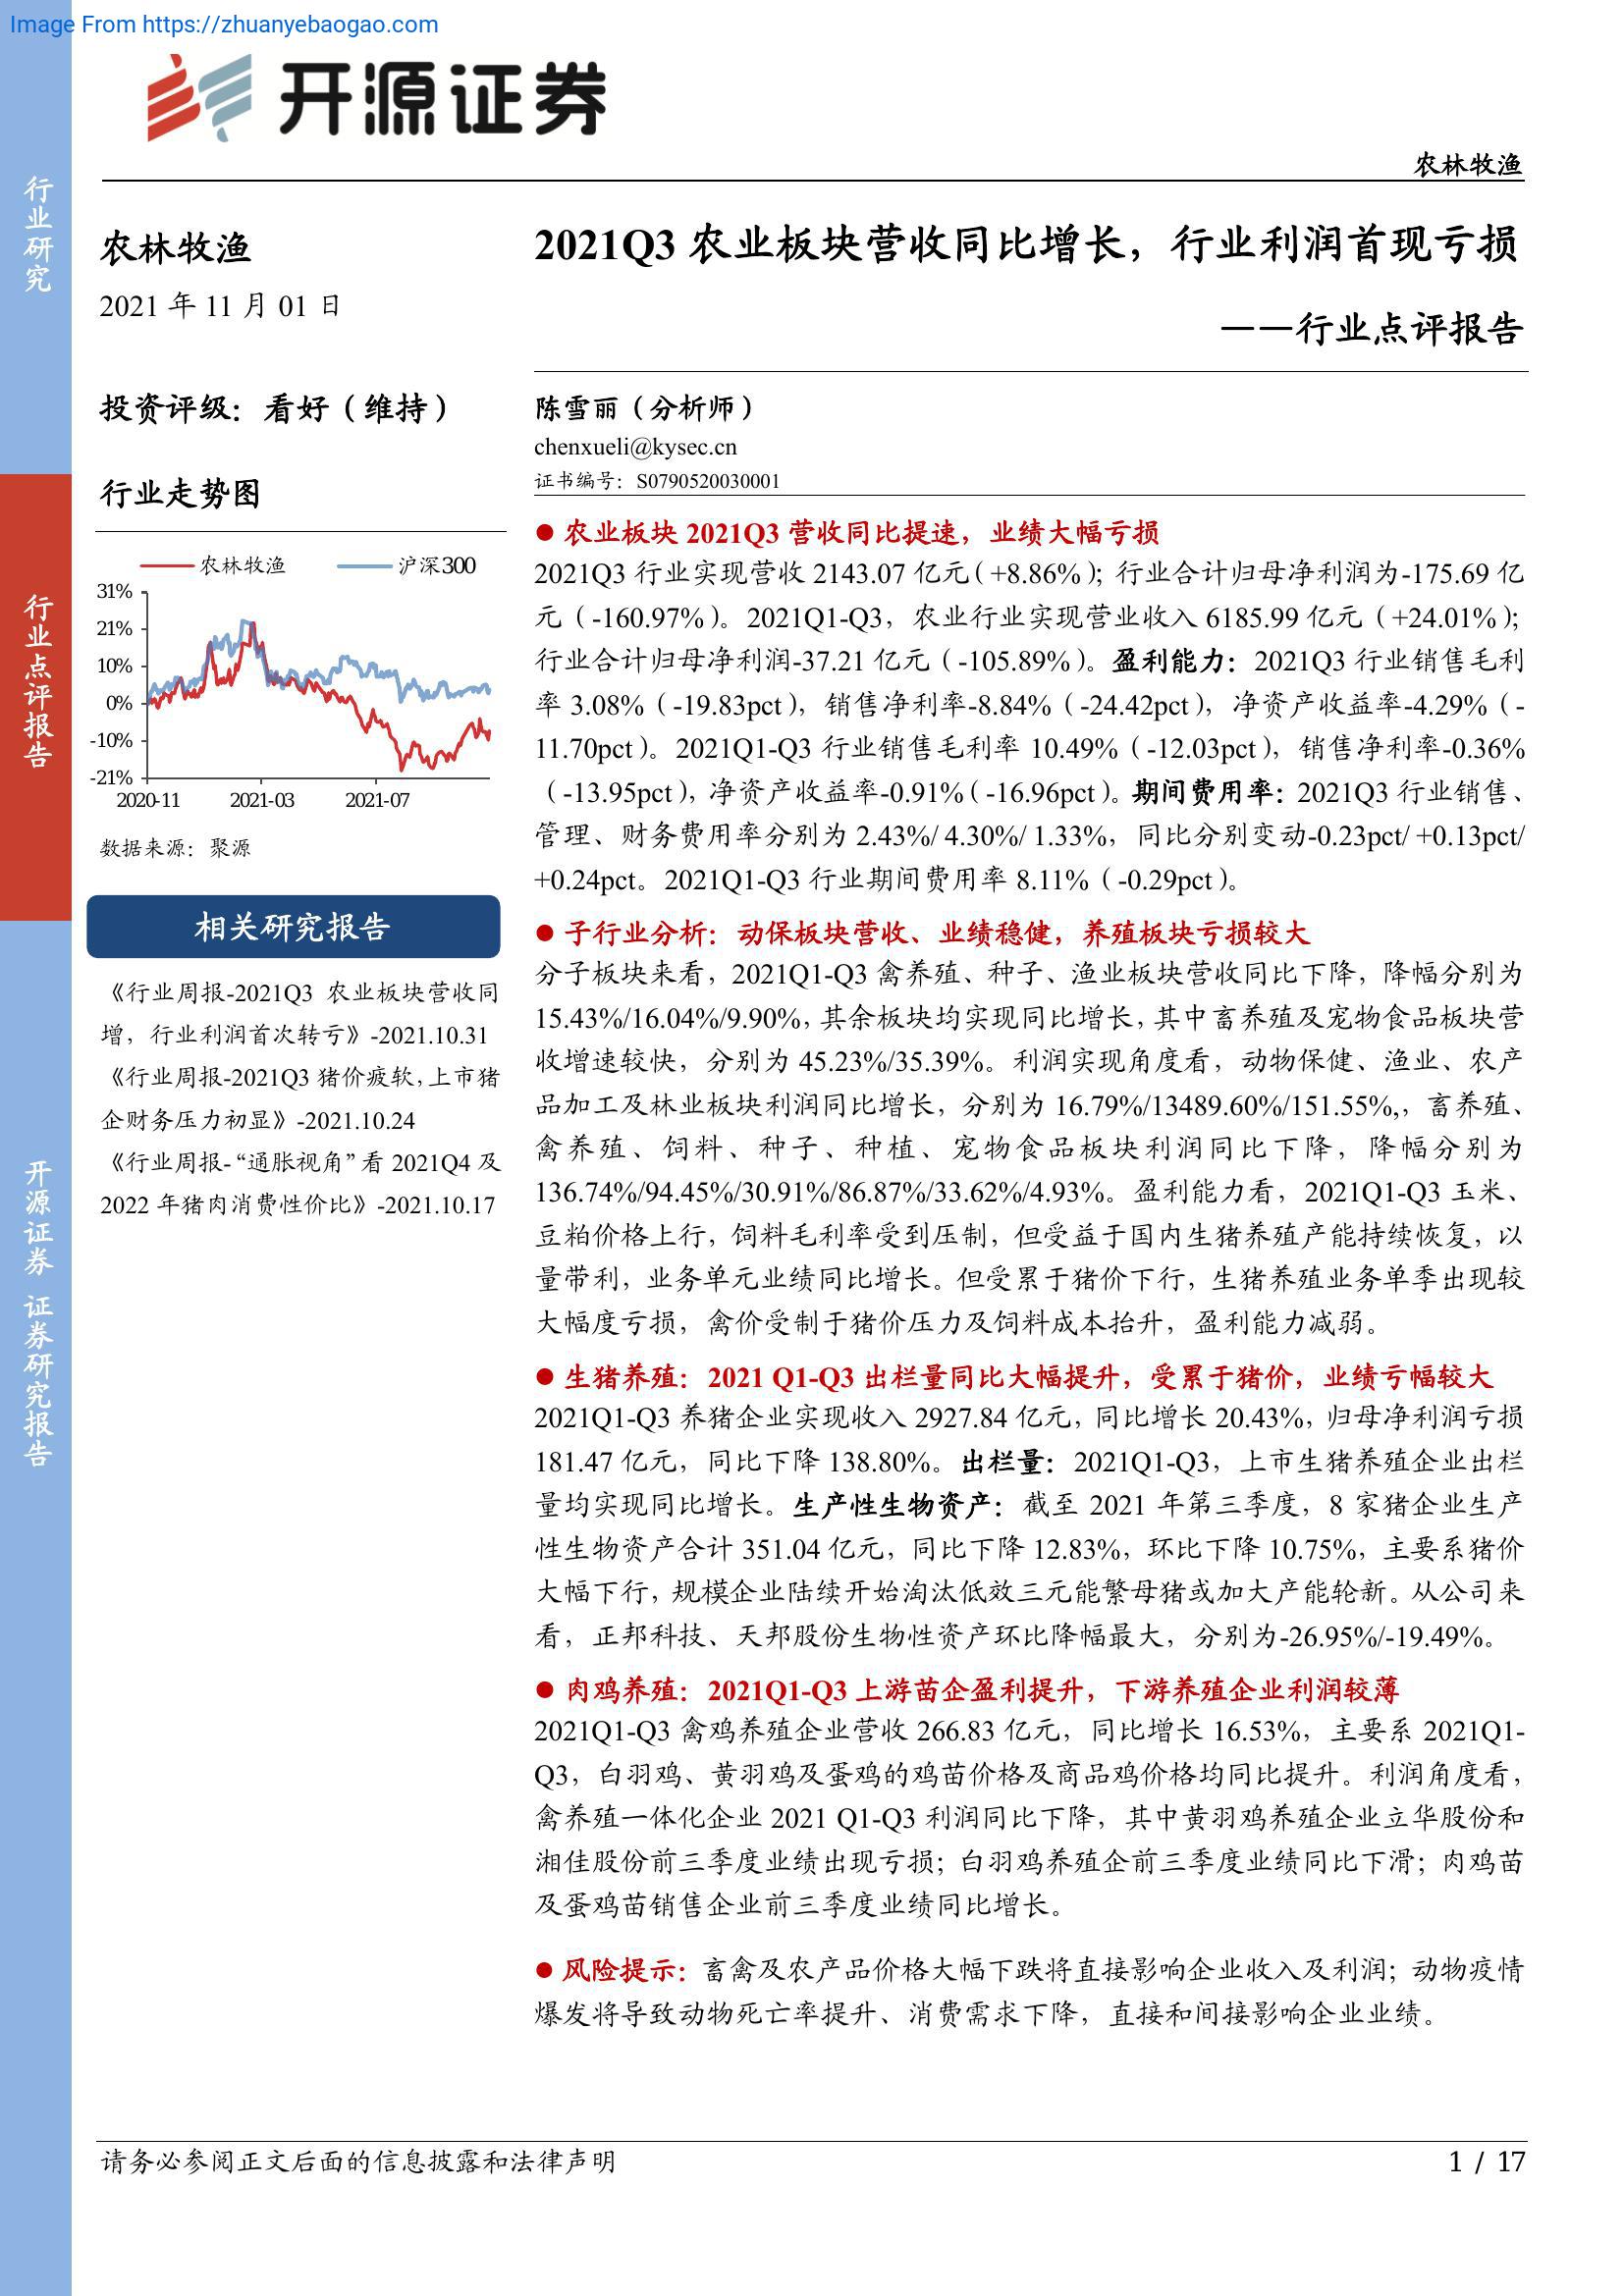 Image From https://zhuanyebaogao.com
开源证券
农林牧渔
行业研究
行业点评报告
开源证券 证券研究报告
农林牧渔
2021 年 11 月 01 日
投资评级：看好（维持）
行业走势图
农林牧渔 沪深300
31%
21%
10%
0%
-10%
-21%
2020-11 2021-03 2021-07
数据来源：聚源
相关研究报告
《行业周报-2021Q3 农业板块营收同
增，行业利润首次转亏》-2021.10.31
《行业周报-2021Q3 猪价疲软，上市猪
企财务压力初显》-2021.10.24
《行业周报-“通胀视角”看 2021Q4 及
2022 年猪肉消费性价比》-2021.10.17
2021Q3 农业板块营收同比增长，行业利润首现亏损
——行业点评报告
陈雪丽（分析师）
chenxueli@kysec.cn
证书编号：S0790520030001
● 农业板块 2021Q3 营收同比提速，业绩大幅亏损
2021Q3 行业实现营收 2143.07 亿元（+8.86%）；行业合计归母净利润为-175.69 亿
元（-160.97%）。2021Q1-Q3，农业行业实现营业收入 6185.99 亿元（+24.01%）；
行业合计归母净利润-37.21 亿元（-105.89%）。盈利能力：2021Q3 行业销售毛利
率 3.08%（-19.83pct），销售净利率-8.84%（-24.42pct），净资产收益率-4.29%（-
11.70pct）。2021Q1-Q3 行业销售毛利率 10.49%（-12.03pct），销售净利率-0.36%
（-13.95pct），净资产收益率-0.91%（-16.96pct）。期间费用率：2021Q3 行业销售、
管理、财务费用率分别为 2.43%/ 4.30%/ 1.33%，同比分别变动-0.23pct/ +0.13pct/
+0.24pct。2021Q1-Q3 行业期间费用率 8.11%（-0.29pct）。
● 子行业分析：动保板块营收、业绩稳健，养殖板块亏损较大
分子板块来看，2021Q1-Q3 禽养殖、种子、渔业板块营收同比下降，降幅分别为
15.43%/16.04%/9.90%，其余板块均实现同比增长，其中畜养殖及宠物食品板块营
收增速较快，分别为 45.23%/35.39%。利润实现角度看，动物保健、渔业、农产
品加工及林业板块利润同比增长，分别为 16.79%/13489.60%/151.55%,，畜养殖、
禽养殖、饲料、种子、种植、宠物食品板块利润同比下降，降幅分别为
136.74%/94.45%/30.91%/86.87%/33.62%/4.93%。盈利能力看，2021Q1-Q3 玉米、
豆粕价格上行，饲料毛利率受到压制，但受益于国内生猪养殖产能持续恢复，以
量带利，业务单元业绩同比增长。但受累于猪价下行，生猪养殖业务单季出现较
大幅度亏损，禽价受制于猪价压力及饲料成本抬升，盈利能力减弱。
● 生猪养殖：2021 Q1-Q3 出栏量同比大幅提升，受累于猪价，业绩亏幅较大
2021Q1-Q3 养猪企业实现收入 2927.84 亿元，同比增长 20.43%，归母净利润亏损
181.47 亿元，同比下降 138.80%。出栏量：2021Q1-Q3，上市生猪养殖企业出栏
量均实现同比增长。生产性生物资产：截至 2021 年第三季度，8 家猪企业生产
性生物资产合计 351.04 亿元，同比下降 12.83%，环比下降 10.75%，主要系猪价
大幅下行，规模企业陆续开始淘汰低效三元能繁母猪或加大产能轮新。从公司来
看，正邦科技、天邦股份生物性资产环比降幅最大，分别为-26.95%/-19.49%。
● 肉鸡养殖：2021Q1-Q3 上游苗企盈利提升，下游养殖企业利润较薄
2021Q1-Q3 禽鸡养殖企业营收 266.83 亿元，同比增长 16.53%，主要系 2021Q1-
Q3，白羽鸡、黄羽鸡及蛋鸡的鸡苗价格及商品鸡价格均同比提升。利润角度看，
禽养殖一体化企业 2021 Q1-Q3 利润同比下降，其中黄羽鸡养殖企业立华股份和
湘佳股份前三季度业绩出现亏损；白羽鸡养殖企前三季度业绩同比下滑；肉鸡苗
及蛋鸡苗销售企业前三季度业绩同比增长。
● 风险提示：畜禽及农产品价格大幅下跌将直接影响企业收入及利润；动物疫情
爆发将导致动物死亡率提升、消费需求下降，直接和间接影响企业业绩。
请务必参阅正文后面的信息披露和法律声明
1 / 17